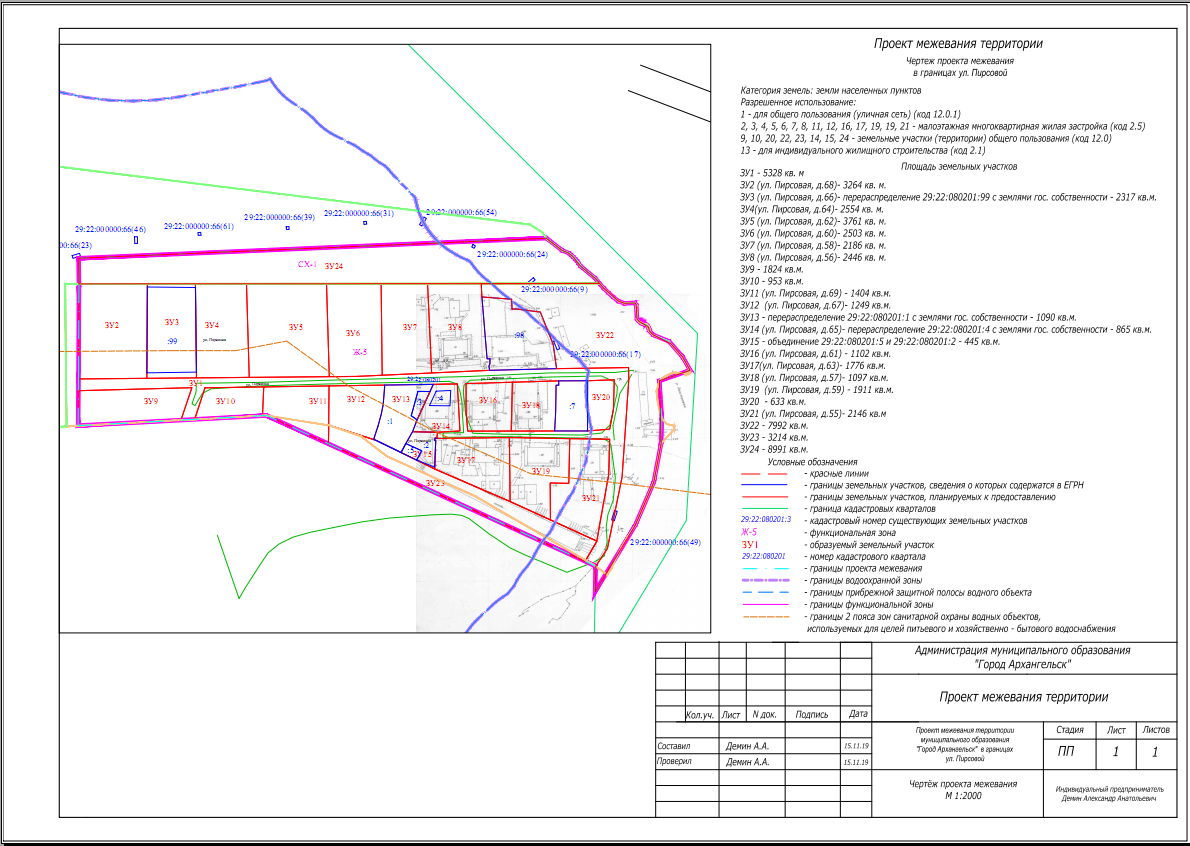 Проект межевания территории
Чертеж проекта межевания
в границах ул. Пирсовой
Категория земель: земли населенных пунктов
Разрешенное использование:
1 - для общего пользования (уличная сеть) (код 12.0.1)
2, 3, 4, 5, 6, 7, 8, 11, 12, 16, 17, 19, 19, 21 - малоэтажная многоквартирная жилая застройка (код 2.5)
9, 10, 20, 22, 23, 14, 15, 24 - земельные участки (территории) общего пользования (код 12.0)
13 - для индивидуального жилищного строительства (код 2.1)
Площадь земельных участков
ЗУ1 - 5328 кв. м
ЗУ2 (ул. Пирсовая, д.68)- 3264 кв. м.
ЗУ3 (ул. Пирсовая, д.66)- перераспределение 29:22:080201:99 с землями гос. собственности - 2317 кв.м.
ЗУ4(ул. Пирсовая, д.64)- 2554 кв. м.
ЗУ5 (ул. Пирсовая, д.62)- 3761 кв. м.
ЗУ6 (ул. Пирсовая, д.60)- 2503 кв. м.
ЗУ7 (ул. Пирсовая, д.58)- 2186 кв. м.
ЗУ8 (ул. Пирсовая, д.56)- 2446 кв. м.
ЗУ9 - 1824 кв.м.
ЗУ10 - 953 кв.м.
ЗУ11 (ул. Пирсовая, д.69) - 1404 кв.м.
ЗУ12 (ул. Пирсовая, д.67)- 1249 кв.м.
ЗУ13 - перераспределение 29:22:080201:1 с землями гос. собственности - 1090 кв.м.
ЗУ14 (ул. Пирсовая, д.65)- перераспределение 29:22:080201:4 с землями гос. собственности - 865 кв.м.
ЗУ15 - объединение 29:22:080201:5 и 29:22:080201:2 - 445 кв.м.
ЗУ16 (ул. Пирсовая, д.61) - 1102 кв.м.
ЗУ17(ул. Пирсовая, д.63)- 1776 кв.м.
ЗУ18 (ул. Пирсовая, д.57)- 1097 кв.м.
ЗУ19 (ул. Пирсовая, д.59) - 1911 кв.м.
ЗУ20 - 633 кв.м.
ЗУ21 (ул. Пирсовая, д.55)- 2146 кв.м
ЗУ22 - 7992 кв.м.
ЗУ23 - 3214 кв.м.
ЗУ24 - 8991 кв.м.
Условные обозначения
- красные линии
- границы земельных участков, сведения о которых содержатся в ЕГРН
- границы земельных участков, планируемых к предоставлению
- граница кадастровых кварталов
29:22:080201:3 - кадастровый номер существующих земельных участков
Ж-5 - функциональная зона
ЗУ1 - образуемый земельный участок
29:22:080201 - номер кадастрового квартала
- границы проекта межевания
- границы водоохранной зоны
- границы прибрежной защитной полосы водного объекта
- границы функциональной зоны
- границы 2 пояса зон санитарной охраны водных объектов,
используемых для целей питьевого и хозяйственно - бытового водоснабжения
29:22:000000:66(54)
29:22:000000:66(31)
29:22:000000:66(39)
29:22:000000:66(61)
29:22:000000:66(46)
00:66(23)
29:22:000000:66(24)
СХ-1 ЗУ24
29:22:000000:66(9)
ЗУ2 ЗУ3 ЗУ4 ЗУ5 ЗУ6 ЗУ7 ЗУ8 :98 ЗУ22
:99 ул. Пирсовая
Ж-5
29:22:000000:66(17)
29:22:080201
ЗУ1
ЗУ9 ЗУ10 ЗУ11 ЗУ12 ЗУ13 :4 ЗУ16 ЗУ18 :7 ЗУ20
:1 ЗУ14
ЗУ15 ЗУ17 ЗУ19
ЗУ23 ЗУ21
29:22:000000:66(49)
Администрация муниципального образования
"Город Архангельск"
Проект межевания территории
Кол.уч. Лист N док. Подпись Дата
Составил Демин А.А. 15.11.19
Проверил Демин А.А. 15.11.19
Проект межевания территории
муниципального образования
"Город Архангельск" в границах
ул. Пирсовой
Стадия Лист Листов
ПП 1 1
Чертёж проекта межевания
М 1:2000
Индивидуальный предприниматель
Демин Александр Анатольевич